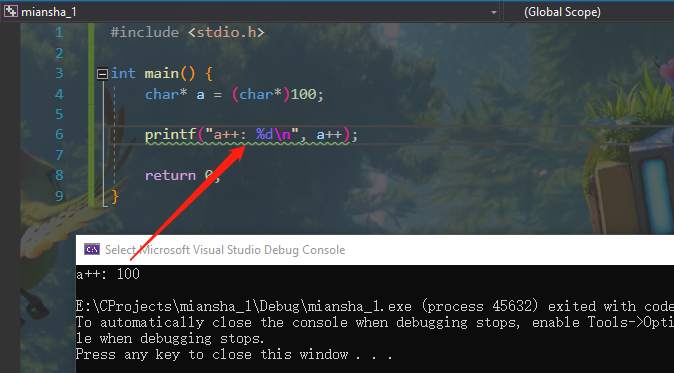 miansha_1
(Global Scope)
1 #include <stdio.h>
2
3 int main() {
4 char* a = (char*)100;
5
6 printf("a++: %d\n", a++);
7
8 return 0;
9 }
Select Microsoft Visual Studio Debug Console
a++: 100
E:\CProjects\miansha_1\Debug\miansha_1.exe (process 45632) exited with code
To automatically close the console when debugging stops, enable Tools->Opti
le when debugging stops.
Press any key to close this window . . .